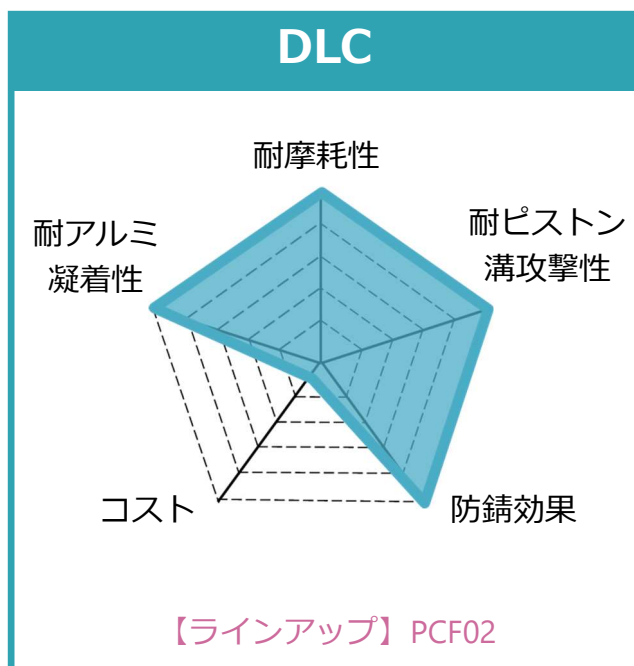 DLC
耐摩耗性
耐アルミ
凝着性
耐ピストン
溝攻撃性
コスト
防錆効果
【ラインアップ】PCF02